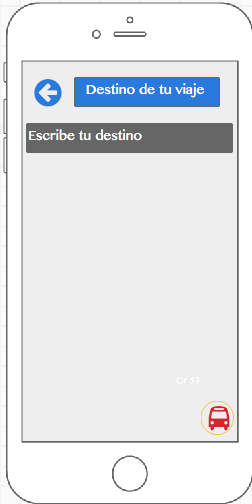 Destino de tu viaje
Escribe tu destino
Cr 53